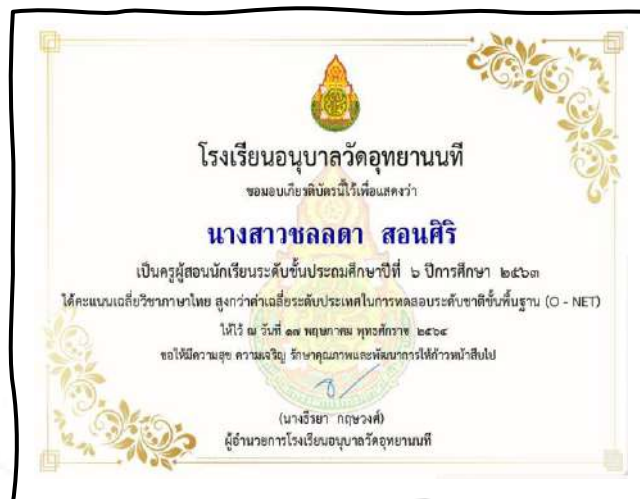 โรงเรียนอนุบาลวัดอุทยานนที
ขอมอบเกียรติบัตรนี้ไว้เพื่อแสดงว่า
นางสาวชลลดา สอนศิริ
เป็นครูผู้สอนนักเรียนระดับชั้นประถมศึกษาปีที่ ๖ ปีการศึกษา ๒๕๖๓
ได้คะแนนเฉลี่ยวิชาภาษาไทย สูงกว่าค่าเฉลี่ยระดับประเทศในการทดสอบระดับชาติขั้นพื้นฐาน (O - NET)
ให้ไว้ ณ วันที่ ๑๗ พฤษภาคม พุทธศักราช ๒๕๖๔
ขอให้มีความสุข ความเจริญ รักษาคุณภาพและพัฒนาการให้ก้าวหน้าสืบไป
(นางธิรยา กฤษวงศ์)
ผู้อำนวยการโรงเรียนอนุบาลวัดอุทยานนที